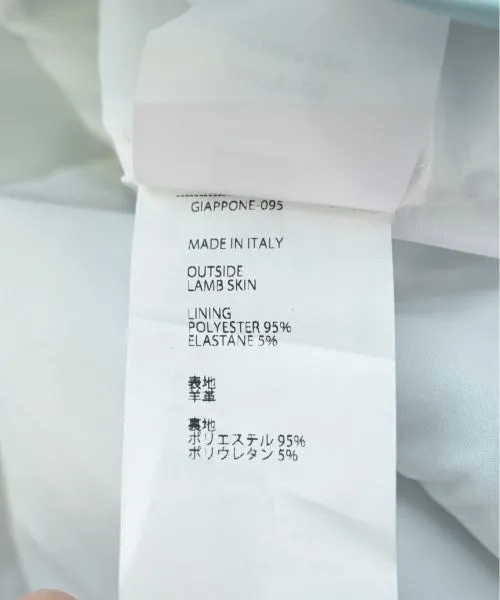 GIAPPONE-095
MADE IN ITALY
OUTSIDE
LAMB SKIN
LINING
POLYESTER 95%
ELASTANE 5%
表地
羊革
裏地
ポリエステル 95%
ポリウレタン 5%